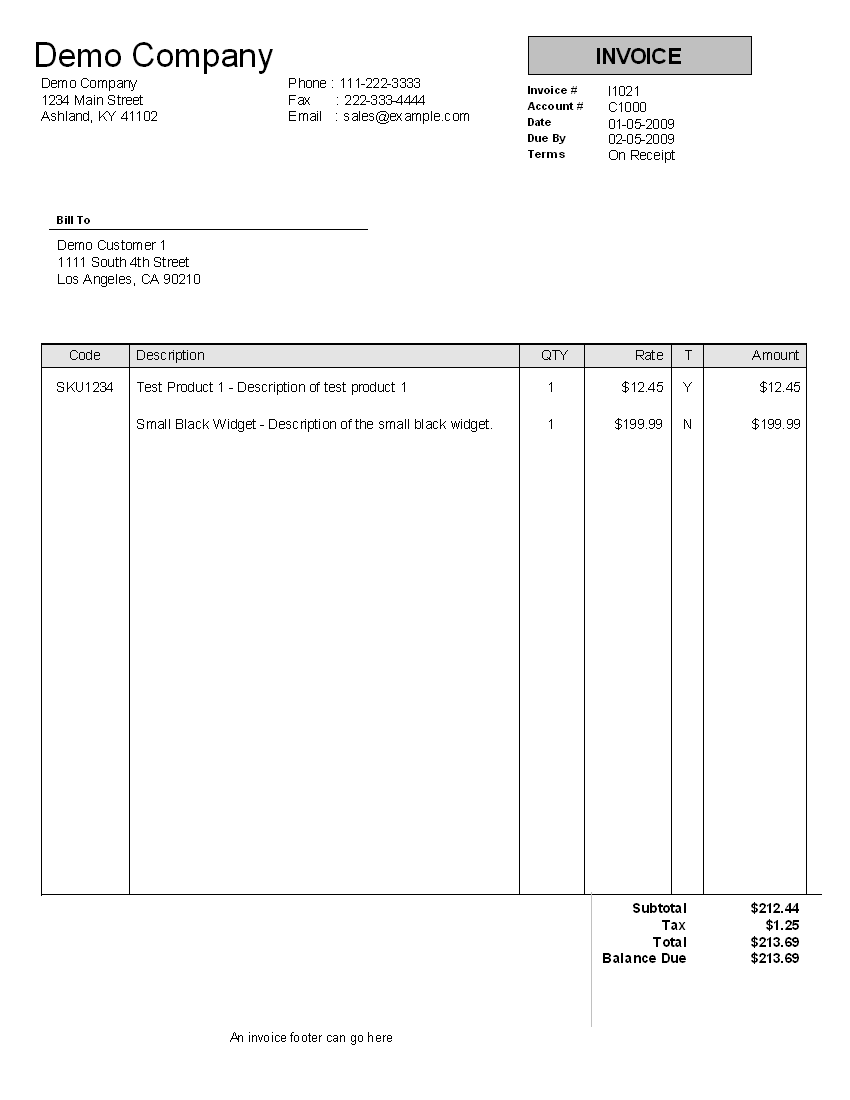 Demo Company
Demo Company
1234 Main Street
Ashland, KY 41102
Phone : 111-222-3333
Fax : 222-333-4444
Email : sales@example.com
INVOICE
Invoice # I1021
Account # C1000
Date 01-05-2009
Due By 02-05-2009
Terms On Receipt
Bill To
Demo Customer 1
1111 South 4th Street
Los Angeles, CA 90210
Code Description QTY Rate T Amount
SKU1234 Test Product 1 - Description of test product 1 1 $12.45 Y $12.45
Small Black Widget - Description of the small black widget. 1 $199.99 N $199.99
Subtotal $212.44
Tax $1.25
Total $213.69
Balance Due $213.69
An invoice footer can go here